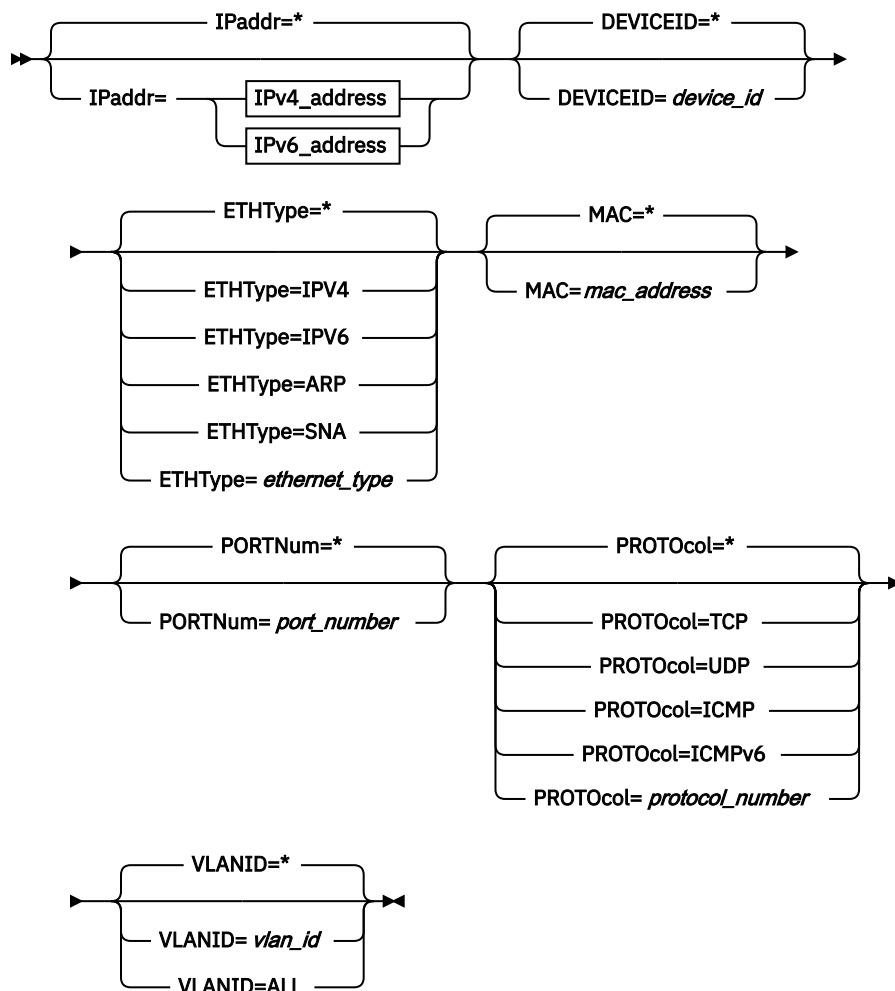 IPaddr=*
IPaddr= IPv4_address
IPv6_address
DEVICEID=*
DEVICEID= device_id
ETHType=*
ETHType=IPV4
ETHType=IPV6
ETHType=ARP
ETHType=SNA
ETHType= ethernet_type
MAC=*
MAC= mac_address
PORTNum=*
PORTNum= port_number
PROTOcol=*
PROTOcol=TCP
PROTOcol=UDP
PROTOcol=ICMP
PROTOcol=ICMPv6
PROTOcol= protocol_number
VLANID=*
VLANID= vlan_id
VLANID=ALL